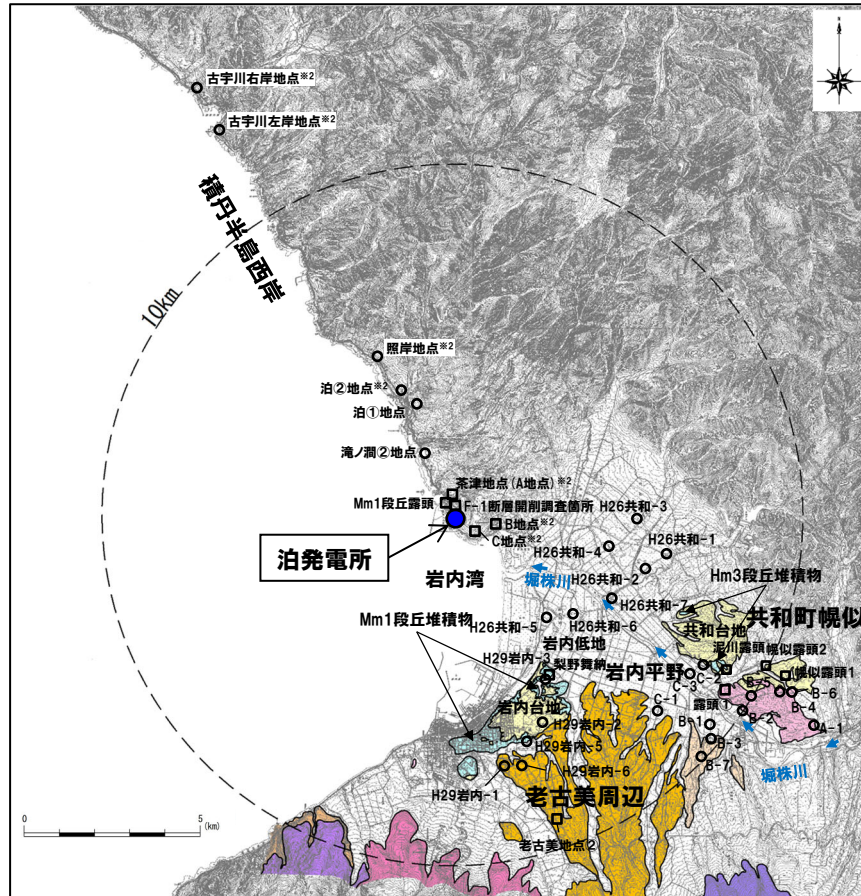 古宇川右岸地点※2
古宇川左岸地点※2
積丹半島西岸
10km
照岸地点※2
泊②地点※2
泊①地点
滝ノ澗②地点
茶津地点(A地点)※2
Mm1段丘露頭
F-1断層開削調査箇所
H26共和-3
B地点※2
C地点※2
泊発電所
H26共和-4
H26共和-1
岩内湾
堀株川
H26共和-2
Hm3段丘堆積物
Mm1段丘堆積物
H26共和-7
共和町幌似
H26共和-5
H26共和-6
共和台地
岩内低地
泥川露頭
幌似露頭2
H29岩内-3
梨野舞納
岩内平野
幌似露頭1
C-2
C-3
B-5
B-6
岩内台地
C-1
露頭1
B-4
H29岩内-2
B-1
B-2
A-1
H29岩内-5
B-3
H29岩内-6
B-7
堀株川
H29岩内-1
老古美周辺
老古美地点②
0
5
(km)